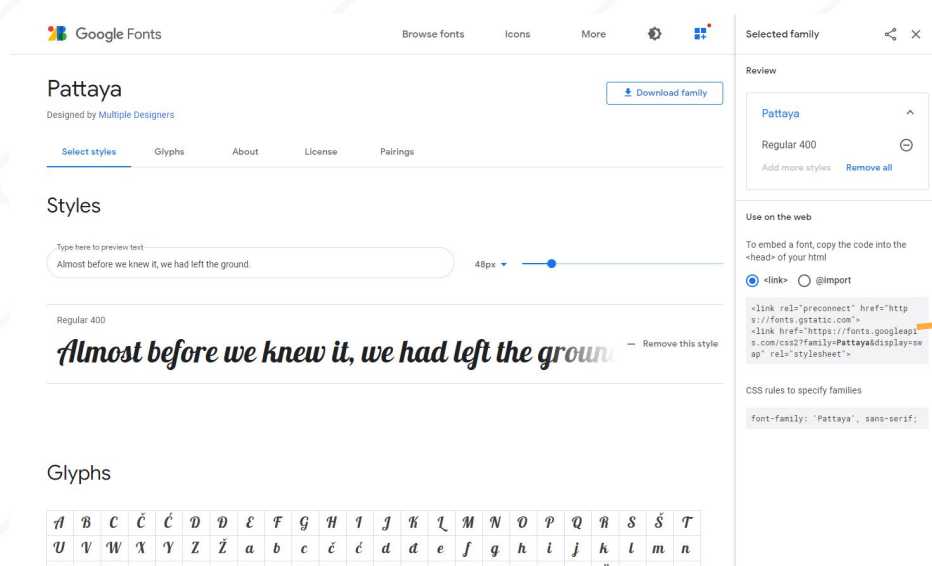 Google Fonts
Browse fonts
Icons
More
Pattaya
Designed by Multiple Designers
Download family
Select styles
Glyphs
About
License
Pairings
Styles
Type here to preview text
Almost before we knew it, we had left the ground.
48px
Regular 400
Almost before we knew it, we had left the groun
Remove this style
Glyphs
A B C Č Ć D Đ E F G H I J K L M N O P Q R S Š T
U V W X Y Z Ž a b c č ć d đ e f g h i j k l m n
Selected family
Review
Pattaya
Regular 400
Add more styles Remove all
Use on the web
To embed a font, copy the code into the
<head> of your html
<link> @import
<link rel="preconnect" href="http
s://fonts.gstatic.com">
<link href="https://fonts.googleapi
s.com/css2?family=Pattaya&display=sw
ap" rel="stylesheet">
CSS rules to specify families
font-family: 'Pattaya', sans-serif;